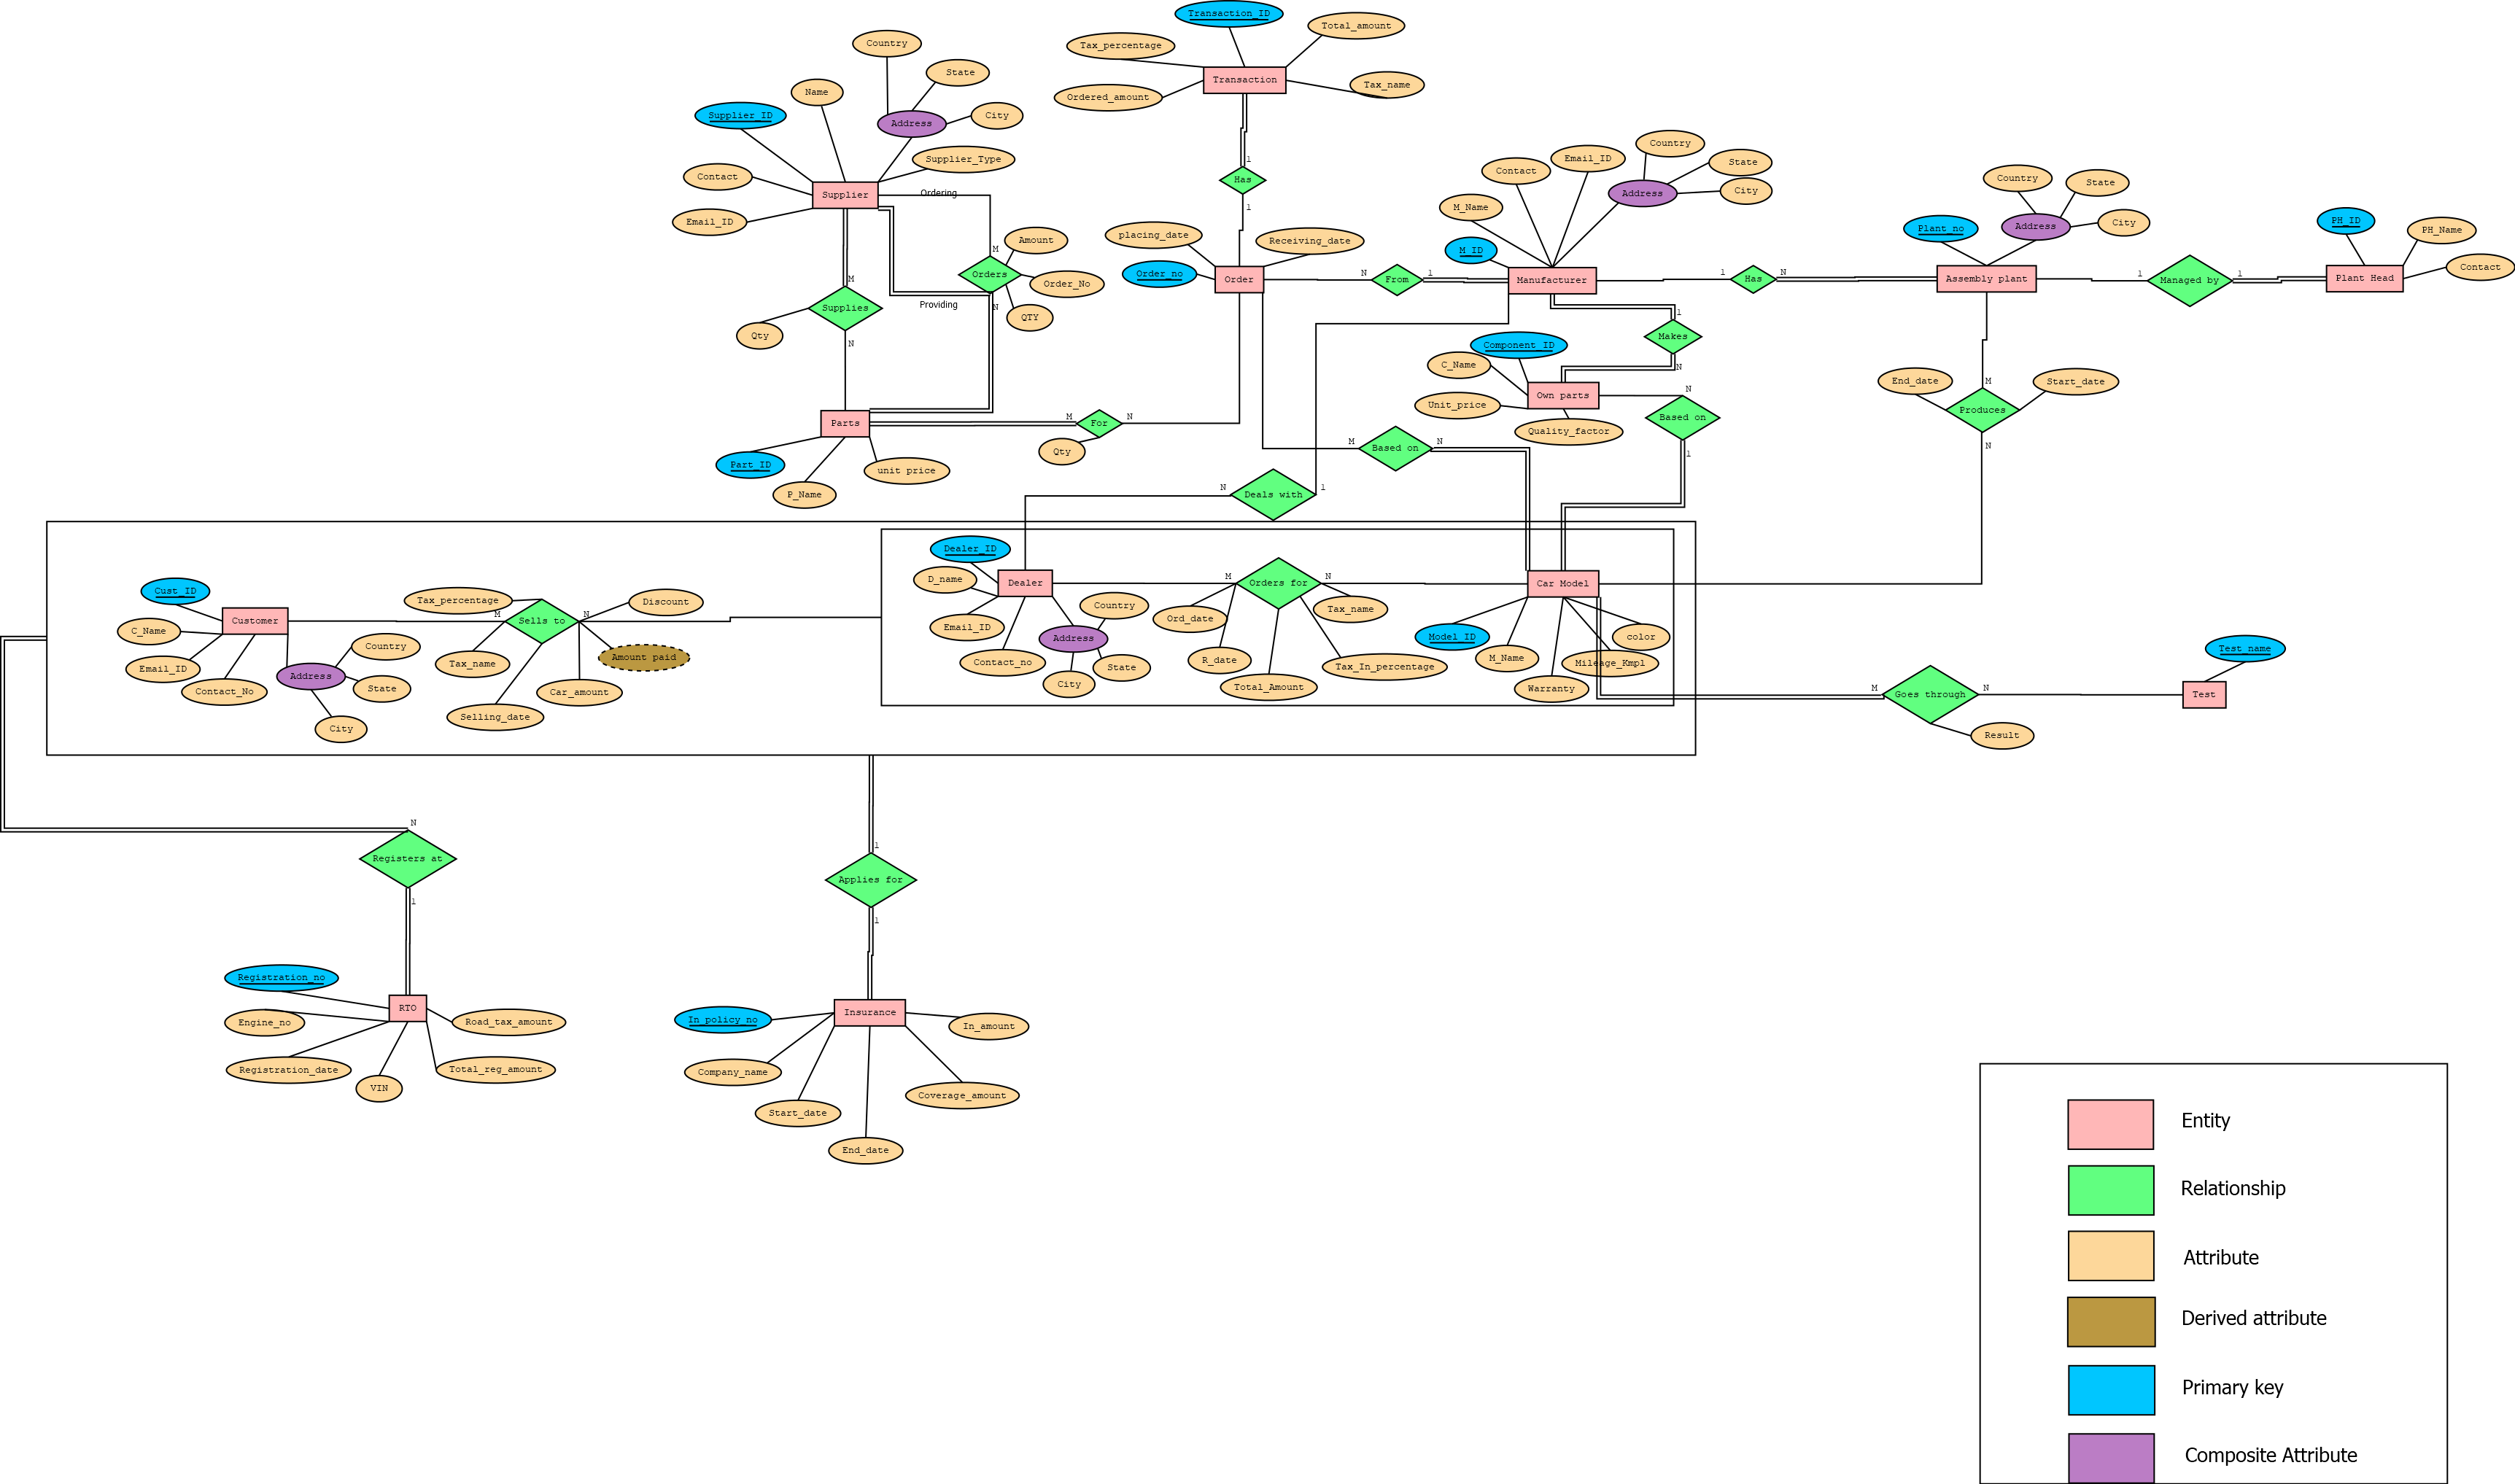 Transaction_ID
Total_amount
Tax_percentage
Tax_name
Ordered_amount
Transaction
Country
State
Name
Supplier_ID
Address
City
Supplier_Type
Contact
Supplier
Ordering
Email_ID
M
Amount
Orders
Order_No
QTY
N
Providing
M
Supplies
Qty
N
Parts
Part_ID
P_Name
unit price
M
For
N
Qty
1
Has
1
placing_date
Receiving_date
Order_no
Order
N
From
1
Country
Email_ID
Contact
State
City
Address
M_Name
M_ID
Manufacturer
1
Has
N
1
Makes
N
Component_ID
C_Name
Own parts
Unit_price
Quality_factor
N
Based on
1
M
Based on
N
N
Deals with
1
Country
State
Plant_no
Address
City
Assembly plant
1
Managed by
1
PH_ID
PH_Name
Contact
Plant Head
M
End_date
Start_date
Produces
N
Dealer_ID
D_name
Dealer
Email_ID
Country
Address
Contact_no
State
City
M
Orders for
N
Tax_name
Ord_date
R_date
Tax_In_percentage
Total_Amount
Car Model
Model_ID
color
M_Name
Mileage_Kmpl
Warranty
Cust_ID
C_Name
Customer
Email_ID
Country
Address
Contact_No
State
City
Tax_percentage
M
Sells to
N
Discount
Amount paid
Tax_name
Car_amount
Selling_date
M
Goes through
N
Result
Test_name
Test
N
Registers at
1
Registration_no
RTO
Engine_no
Road_tax_amount
Registration_date
Total_reg_amount
VIN
1
Applies for
1
In_policy_no
Insurance
In_amount
Company_name
Coverage_amount
Start_date
End_date
Entity
Relationship
Attribute
Derived attribute
Primary key
Composite Attribute